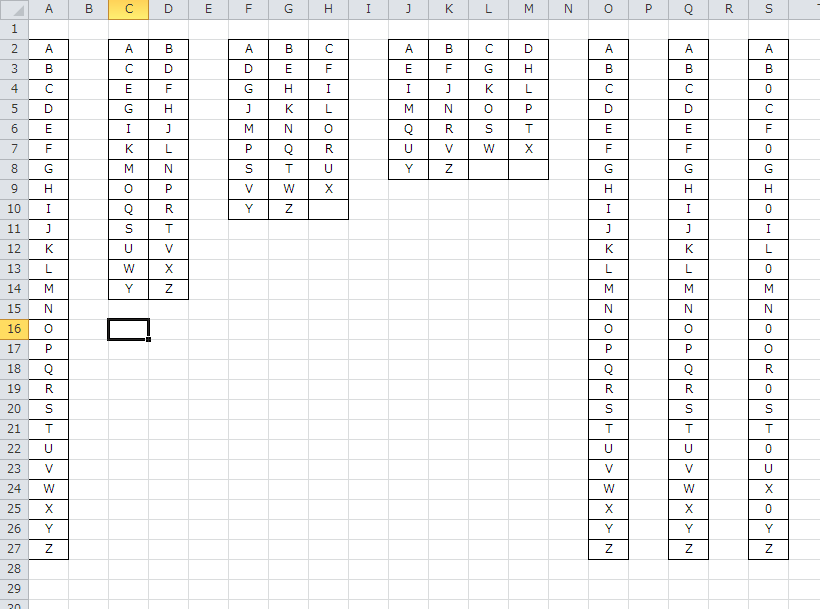 A B C D E F G H I J K L M N O P Q R S
1
2 A A B A B C A B C D A A A
3 B C D D E F E F G H B B B
4 C E F G H I I J K L C C 0
5 D G H J K L M N O P D D C
6 E I J M N O Q R S T E E F
7 F K L P Q R U V W X F F 0
8 G M N S T U Y Z G G G
9 H O P V W X H H H
10 I Q R Y Z I I 0
11 J S T J J I
12 K U V K K L
13 L W X L L 0
14 M Y Z M M M
15 N N N N
16 O O O 0
17 P P P O
18 Q Q Q R
19 R R R 0
20 S S S S
21 T T T T
22 U U U 0
23 V V V U
24 W W W X
25 X X X 0
26 Y Y Y Y
27 Z Z Z Z
28
29
30